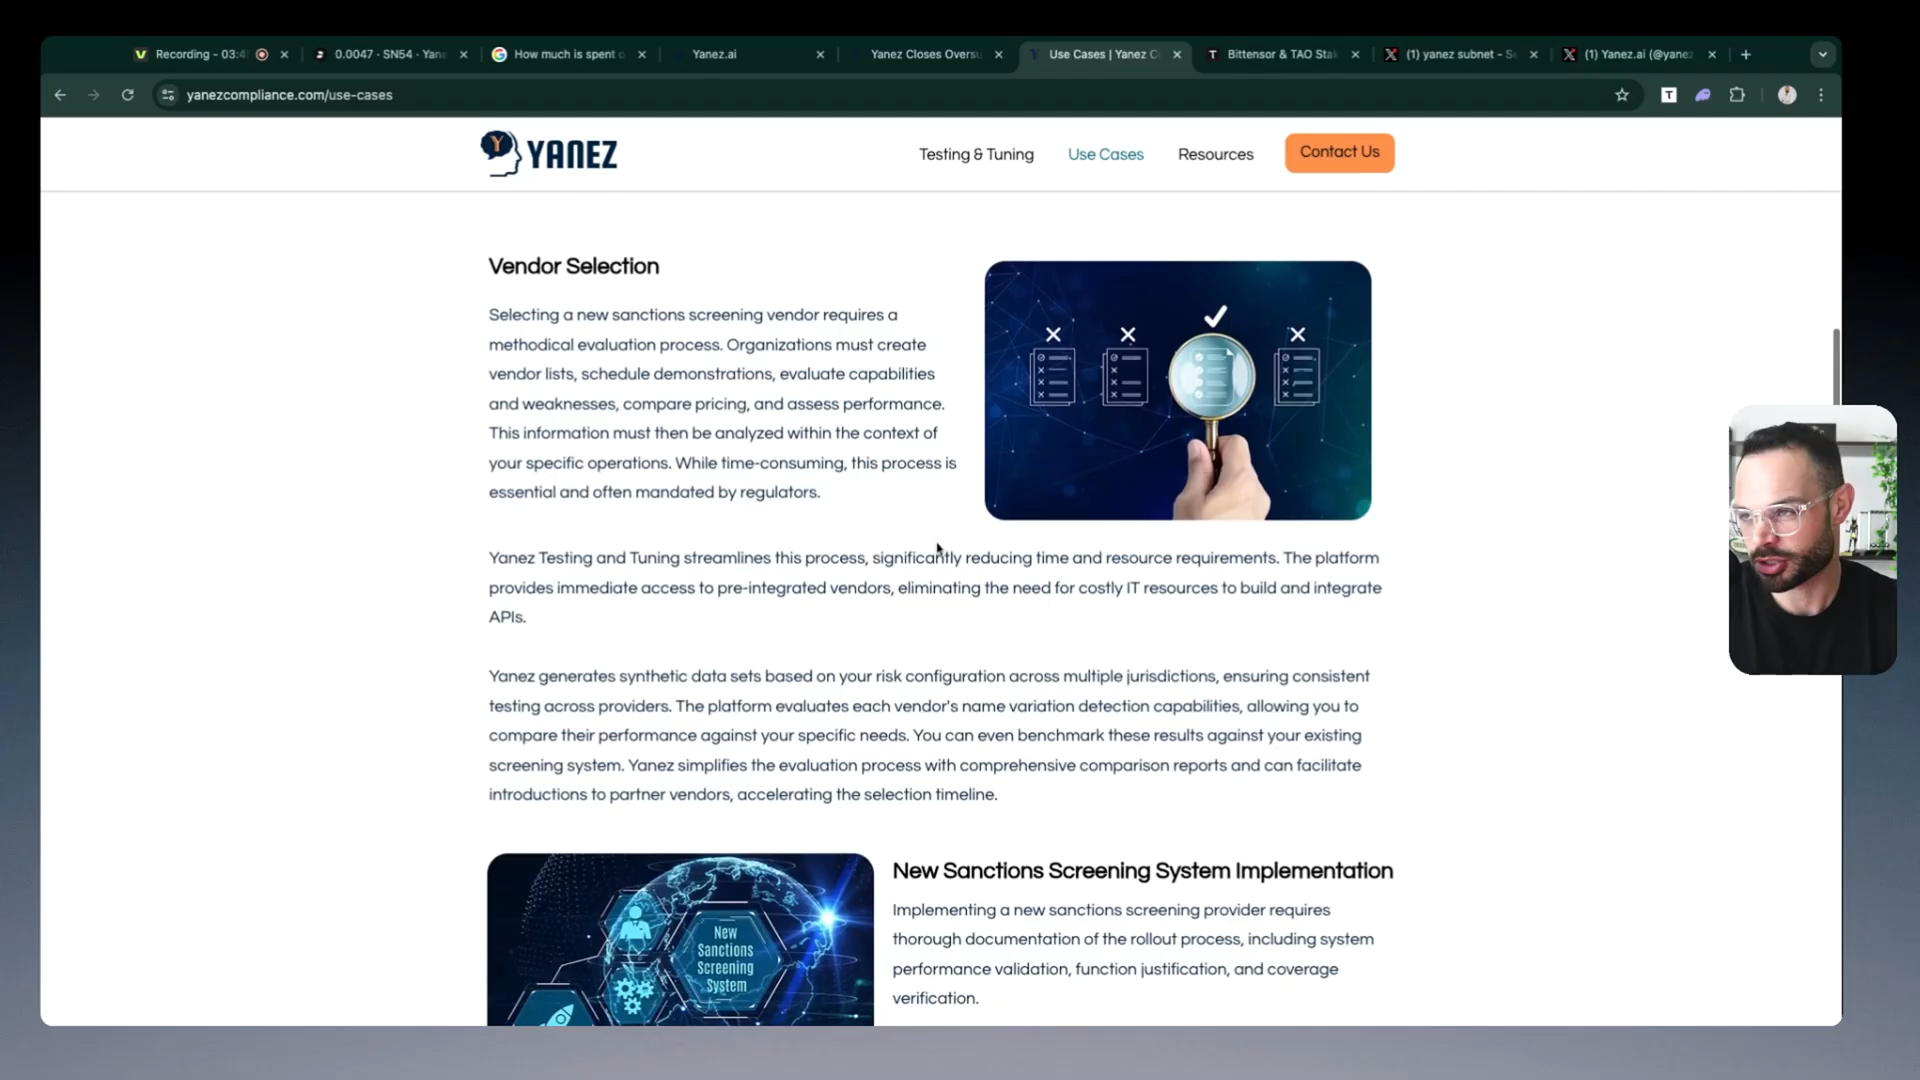 Recording - 03:4
0.0047 · SN54 · Yan
How much is spent o
Yanez.ai
Yanez Closes Oversu
Use Cases | Yanez C
Bittensor & TAO Stak
(1) yanez subnet - Se
(1) Yanez.ai (@yanez
yanezcompliance.com/use-cases
YANEZ
Testing & Tuning
Use Cases
Resources
Contact Us
Vendor Selection
Selecting a new sanctions screening vendor requires a
methodical evaluation process. Organizations must create
vendor lists, schedule demonstrations, evaluate capabilities
and weaknesses, compare pricing, and assess performance.
This information must then be analyzed within the context of
your specific operations. While time-consuming, this process is
essential and often mandated by regulators.
Yanez Testing and Tuning streamlines this process, significantly reducing time and resource requirements. The platform
provides immediate access to pre-integrated vendors, eliminating the need for costly IT resources to build and integrate
APIs.
Yanez generates synthetic data sets based on your risk configuration across multiple jurisdictions, ensuring consistent
testing across providers. The platform evaluates each vendor's name variation detection capabilities, allowing you to
compare their performance against your specific needs. You can even benchmark these results against your existing
screening system. Yanez simplifies the evaluation process with comprehensive comparison reports and can facilitate
introductions to partner vendors, accelerating the selection timeline.
New
Sanctions
Screening
System
New Sanctions Screening System Implementation
Implementing a new sanctions screening provider requires
thorough documentation of the rollout process, including system
performance validation, function justification, and coverage
verification.